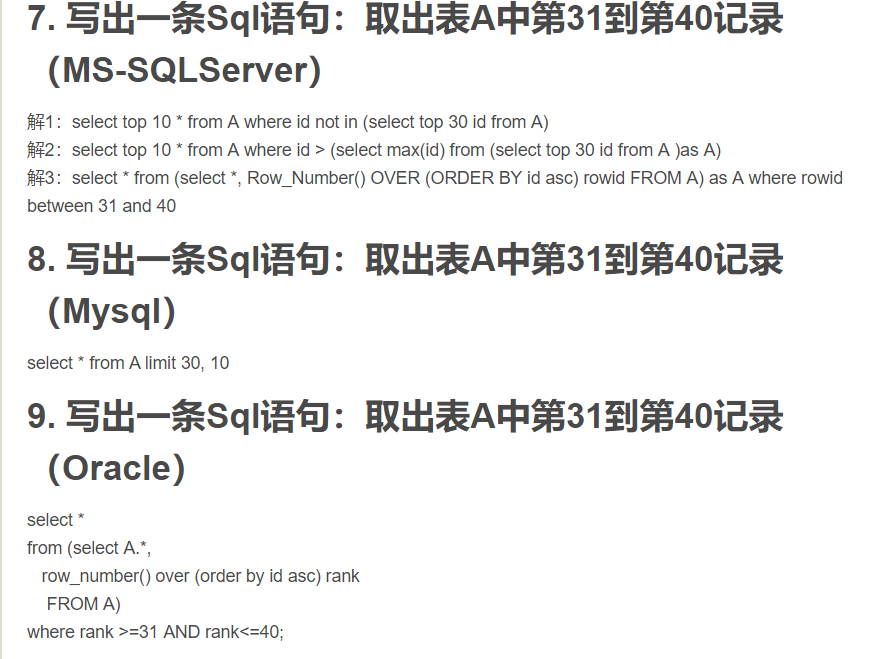 7. 写出一条Sql语句：取出表A中第31到第40记录
（MS-SQLServer）
解1：select top 10 * from A where id not in (select top 30 id from A)
解2：select top 10 * from A where id > (select max(id) from (select top 30 id from A )as A)
解3：select * from (select *, Row_Number() OVER (ORDER BY id asc) rowid FROM A) as A where rowid
between 31 and 40
8. 写出一条Sql语句：取出表A中第31到第40记录
（Mysql）
select * from A limit 30, 10
9. 写出一条Sql语句：取出表A中第31到第40记录
（Oracle）
select *
from (select A.*,
row_number() over (order by id asc) rank
FROM A)
where rank >=31 AND rank<=40;